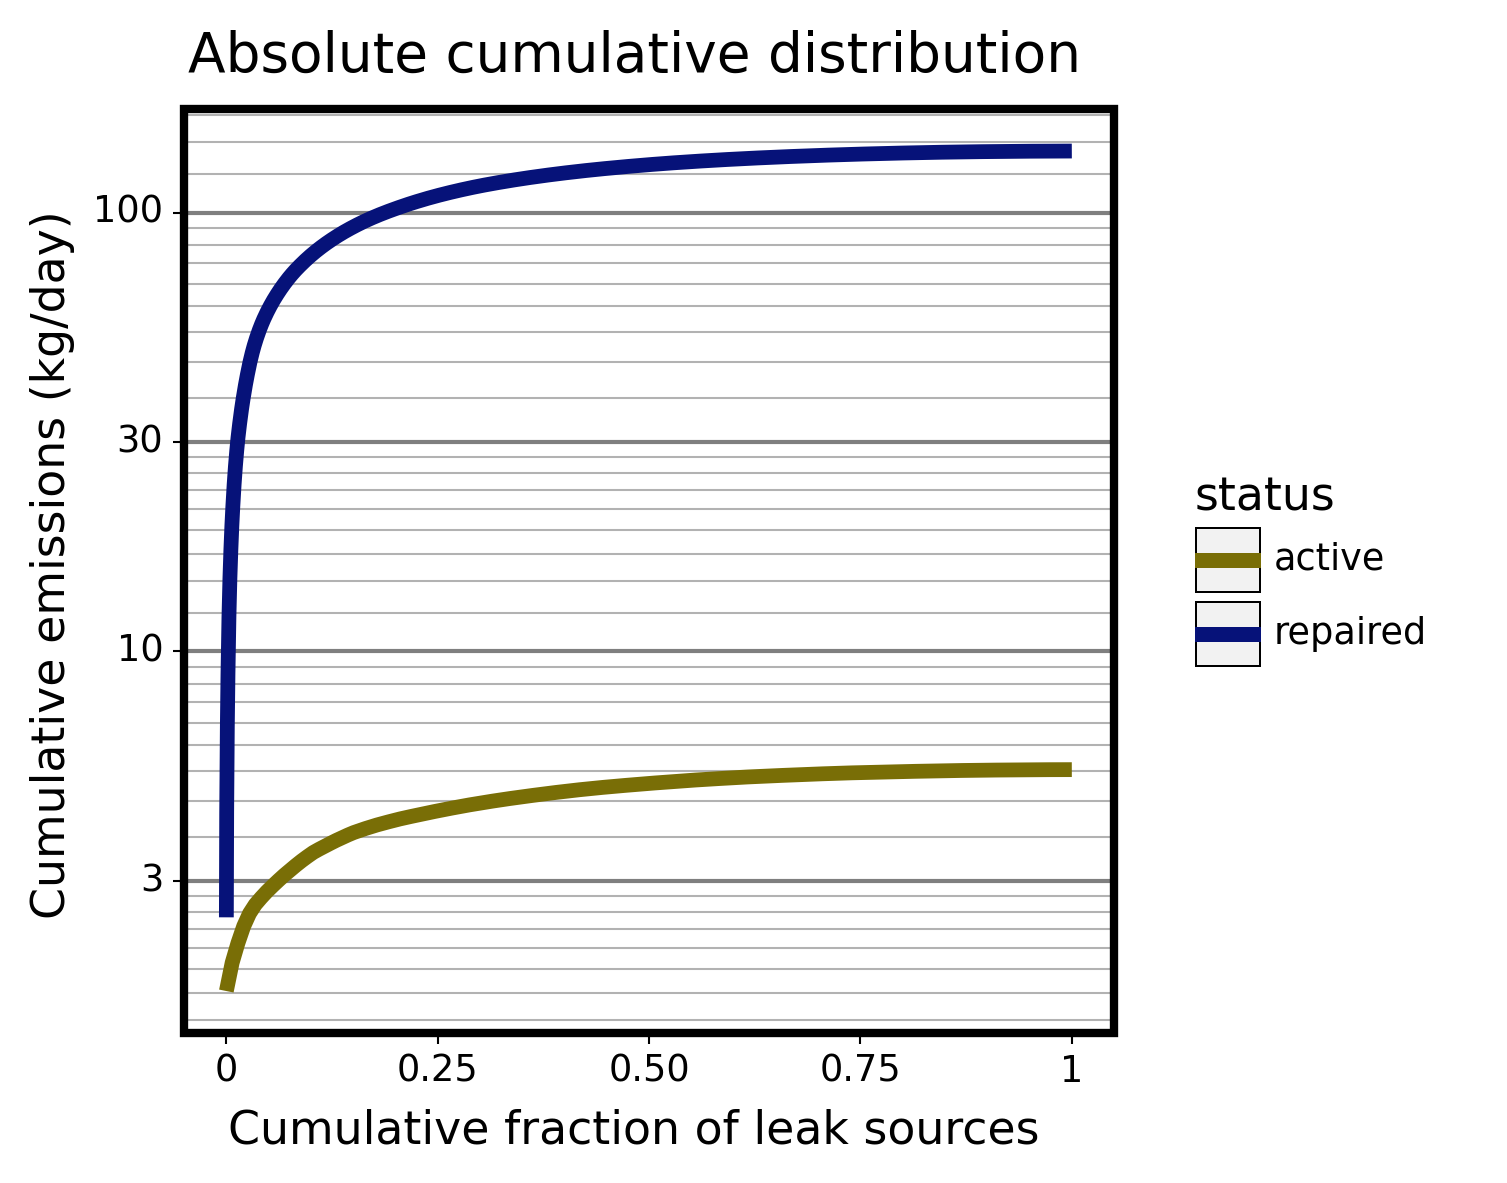 Absolute cumulative distribution
Cumulative emissions (kg/day)
100
30
10
3
0
0.25
0.50
0.75
1
Cumulative fraction of leak sources
status
active
repaired